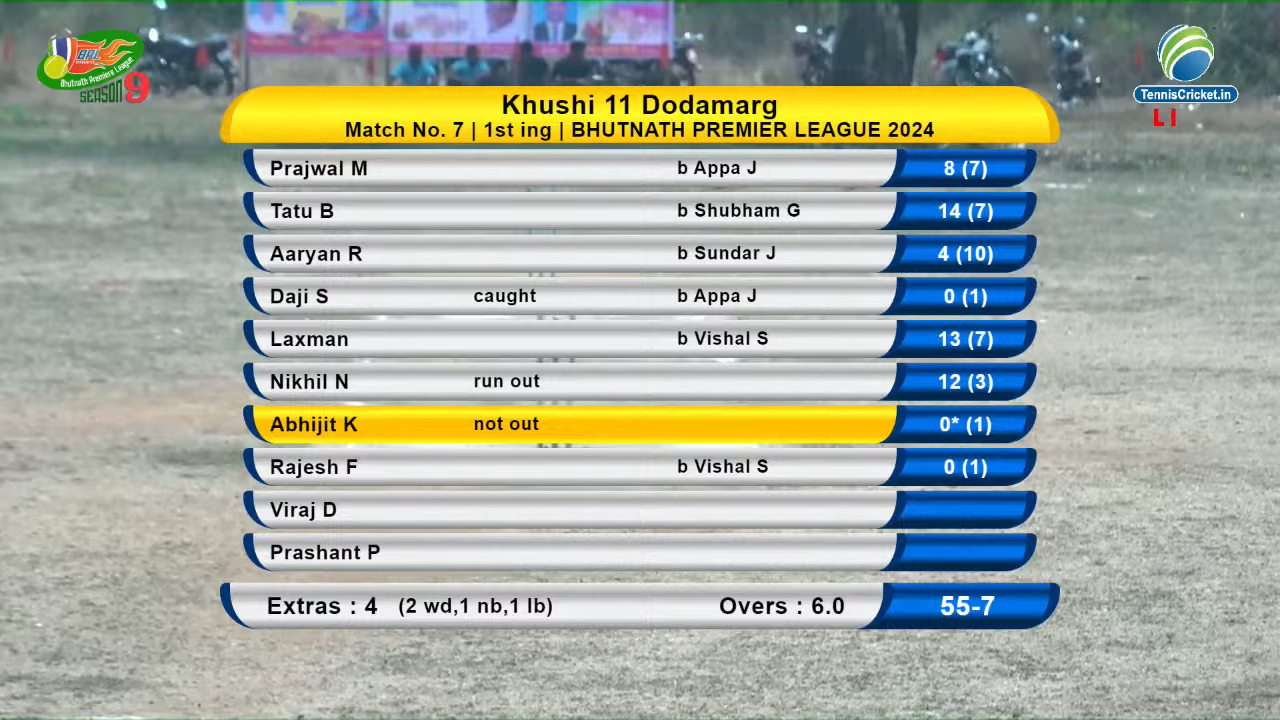 BPL
Bhutnath Premiere League
SEASON 9
TennisCricket.in
LI
Khushi 11 Dodamarg
Match No. 7 | 1st ing | BHUTNATH PREMIER LEAGUE 2024
Prajwal M b Appa J 8 (7)
Tatu B b Shubham G 14 (7)
Aaryan R b Sundar J 4 (10)
Daji S caught b Appa J 0 (1)
Laxman b Vishal S 13 (7)
Nikhil N run out 12 (3)
Abhijit K not out 0* (1)
Rajesh F b Vishal S 0 (1)
Viraj D
Prashant P
Extras : 4 (2 wd,1 nb,1 lb) Overs : 6.0 55-7